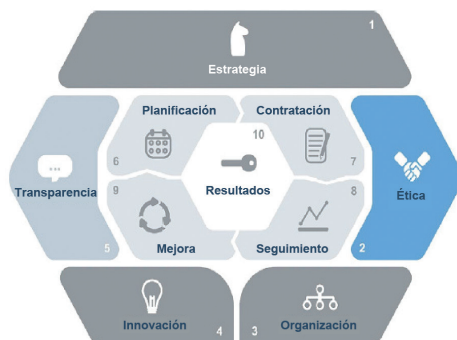 1
Estrategia
Planificación
Contratación
6
10
7
Transparencia
Resultados
Ética
9
8
5
Mejora
Seguimiento
2
Innovación
4
3
Organización